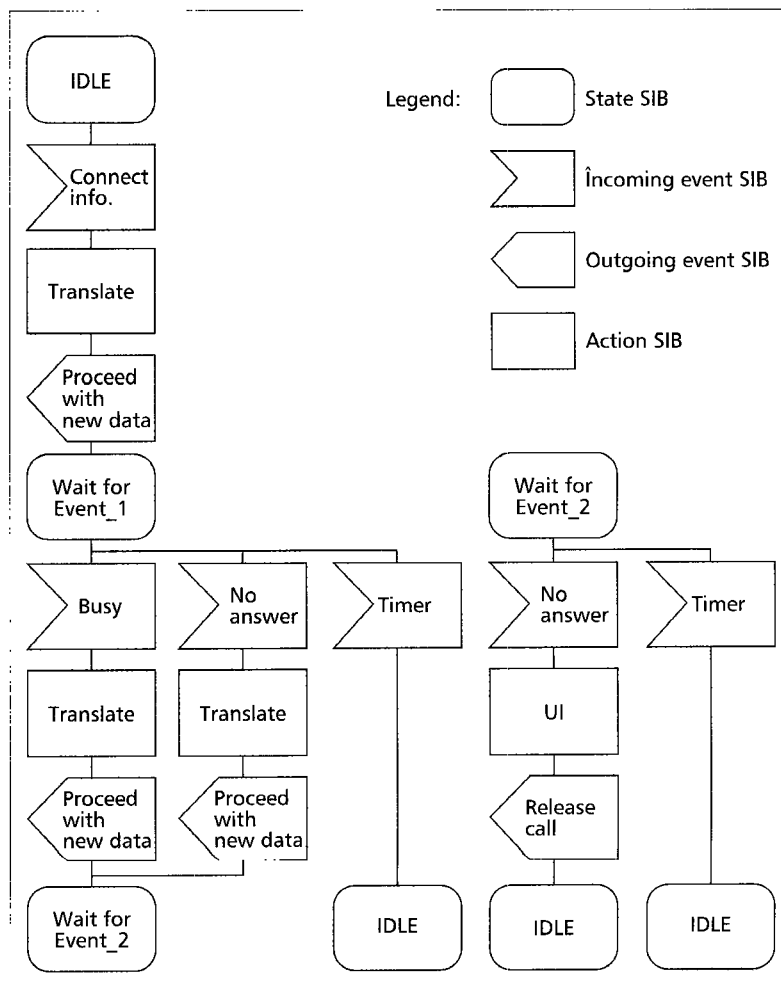 IDLE
Legend:
State SIB
Connect
info.
Încoming event SIB
Translate
Outgoing event SIB
Action SIB
Proceed
with
new data
Wait for
Event_1
Wait for
Event_2
Busy
No
answer
Timer
No
answer
Timer
Translate
Translate
UI
Proceed
with
new data
Proceed
with
new data
Release
call
Wait for
Event_2
IDLE
IDLE
IDLE